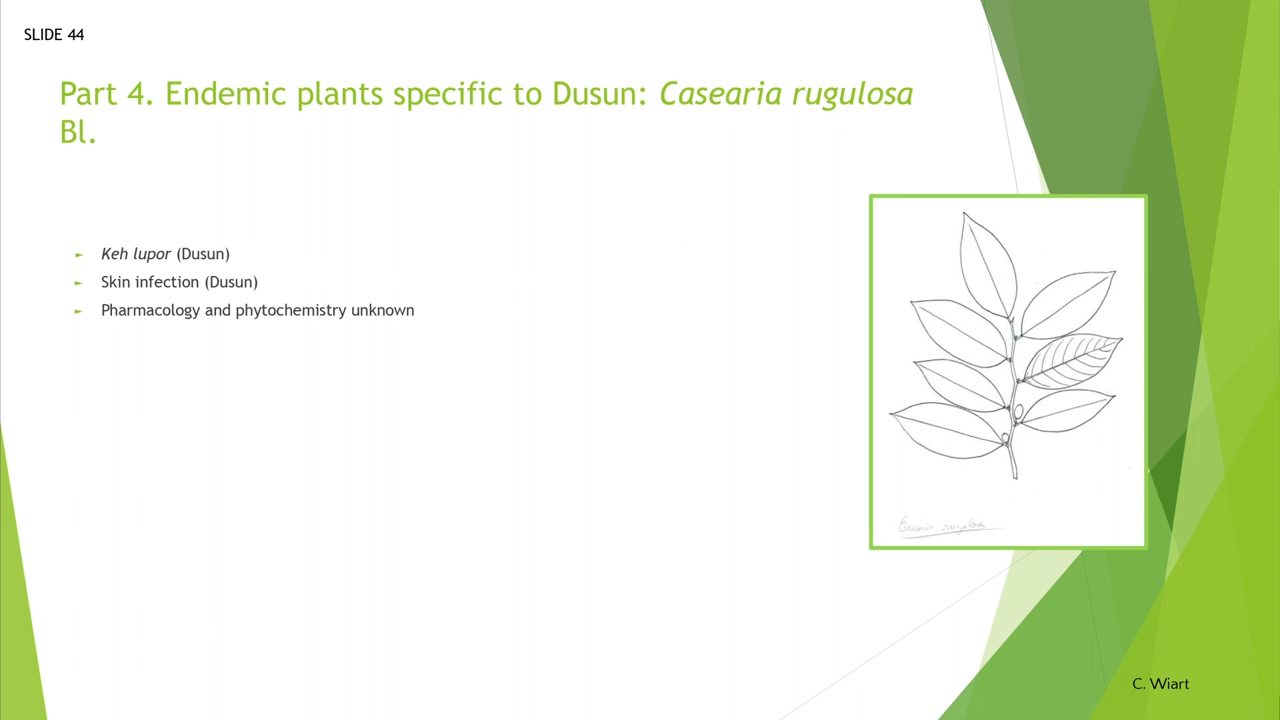 SLIDE 44
Part 4. Endemic plants specific to Dusun: Casearia rugulosa
Bl.
Keh lupor (Dusun)
Skin infection (Dusun)
Pharmacology and phytochemistry unknown
C. Wiart